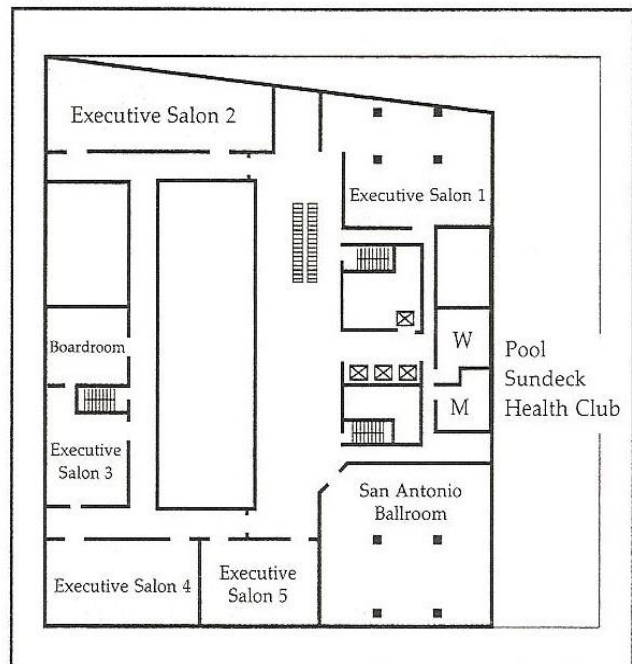 Executive Salon 2
Executive Salon 1
Boardroom
W
Pool
Sundeck
Health Club
M
Executive
Salon 3
San Antonio
Ballroom
Executive Salon 4
Executive
Salon 5